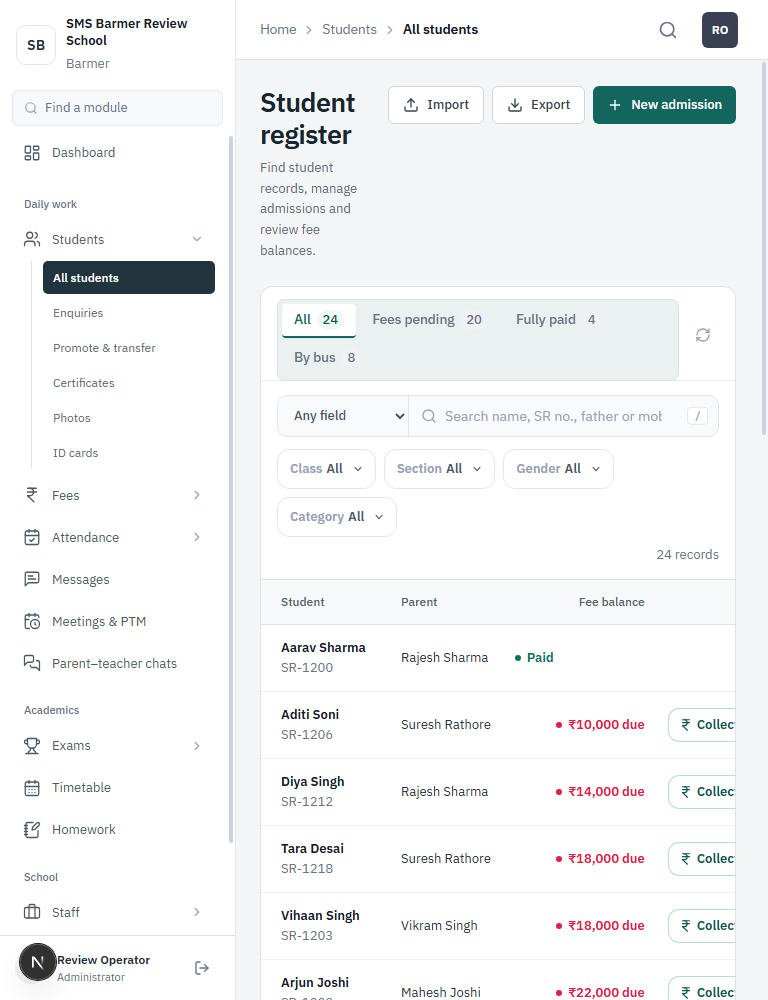 SB
SMS Barmer Review
School
Barmer
Find a module
Dashboard
Daily work
Students
All students
Enquiries
Promote & transfer
Certificates
Photos
ID cards
Fees
Attendance
Messages
Meetings & PTM
Parent–teacher chats
Academics
Exams
Timetable
Homework
School
Staff
N
Review Operator
Administrator
Home > Students > All students
RO
Student
register
Find student
records, manage
admissions and
review fee
balances.
Import
Export
New admission
All 24
Fees pending 20
Fully paid 4
By bus 8
Any field
Search name, SR no., father or mot
/
Class All
Section All
Gender All
Category All
24 records
Student Parent Fee balance
Aarav Sharma
SR-1200
Rajesh Sharma
Paid
Aditi Soni
SR-1206
Suresh Rathore
₹10,000 due
₹ Collec
Diya Singh
SR-1212
Rajesh Sharma
₹14,000 due
₹ Collec
Tara Desai
SR-1218
Suresh Rathore
₹18,000 due
₹ Collec
Vihaan Singh
SR-1203
Vikram Singh
₹18,000 due
₹ Collec
Arjun Joshi
Mahesh Joshi
₹22,000 due
₹ Collec